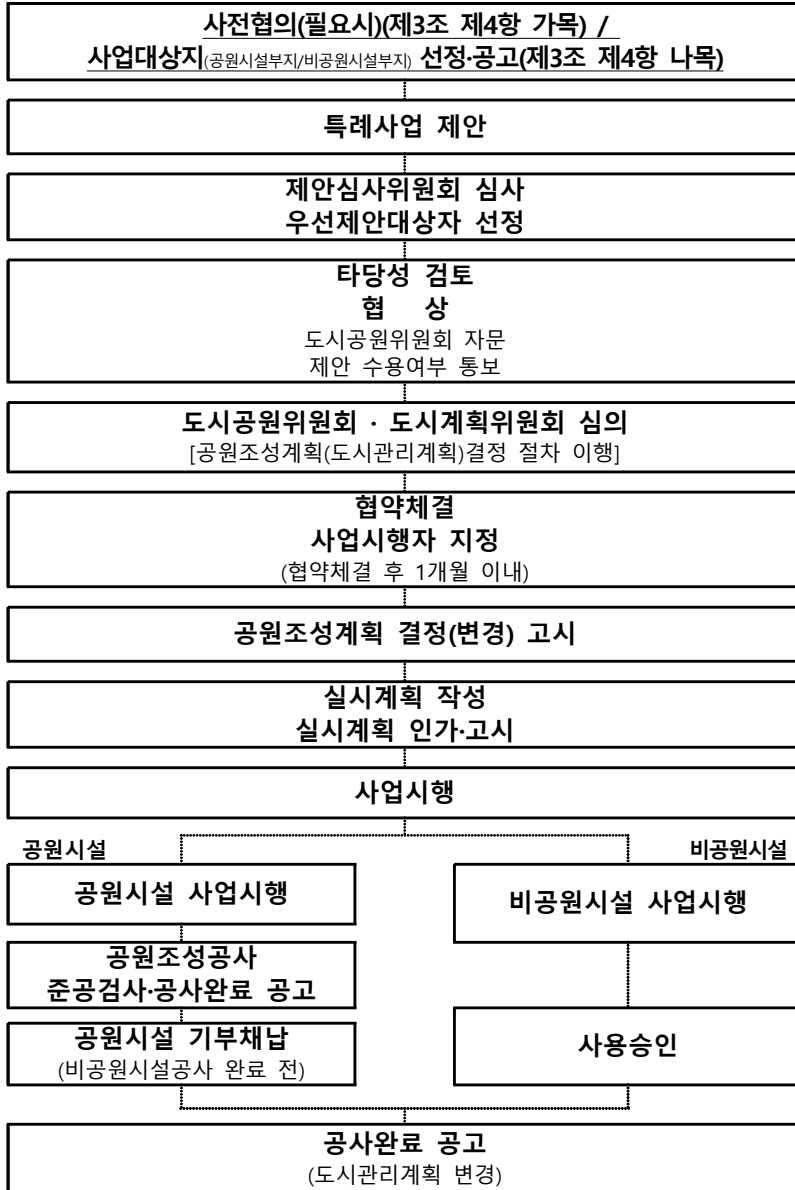 사전협의(필요시)(제3조 제4항 가목) /
사업대상지(공원시설부지/비공원시설부지) 선정·공고(제3조 제4항 나목)
특례사업 제안
제안심사위원회 심사
우선제안대상자 선정
타당성 검토
협 상
도시공원위원회 자문
제안 수용여부 통보
도시공원위원회 · 도시계획위원회 심의
[공원조성계획(도시관리계획)결정 절차 이행]
협약체결
사업시행자 지정
(협약체결 후 1개월 이내)
공원조성계획 결정(변경) 고시
실시계획 작성
실시계획 인가·고시
사업시행
공원시설
비공원시설
공원시설 사업시행
비공원시설 사업시행
공원조성공사
준공검사·공사완료 공고
공원시설 기부채납
(비공원시설공사 완료 전)
사용승인
공사완료 공고
(도시관리계획 변경)